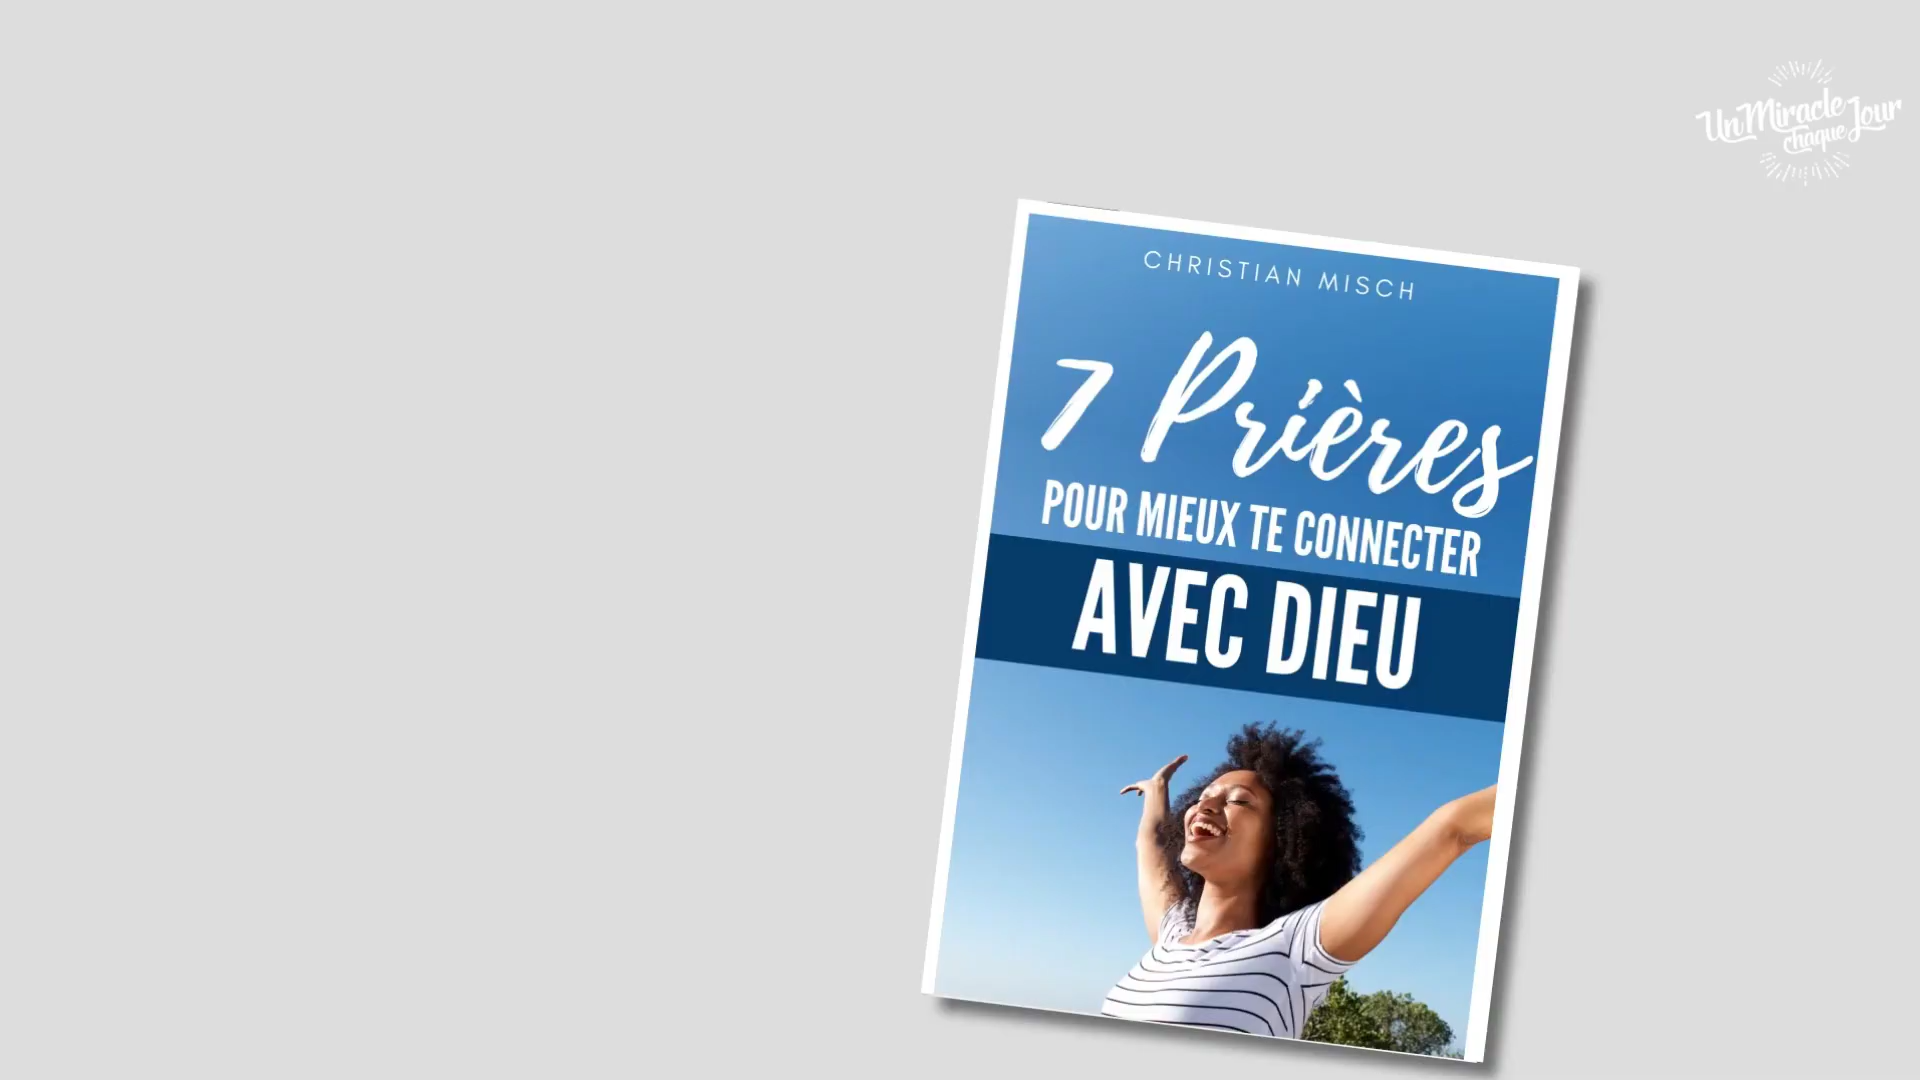 Un Miracle
chaque Jour
CHRISTIAN MISCH
7 Prières
POUR MIEUX TE CONNECTER
AVEC DIEU